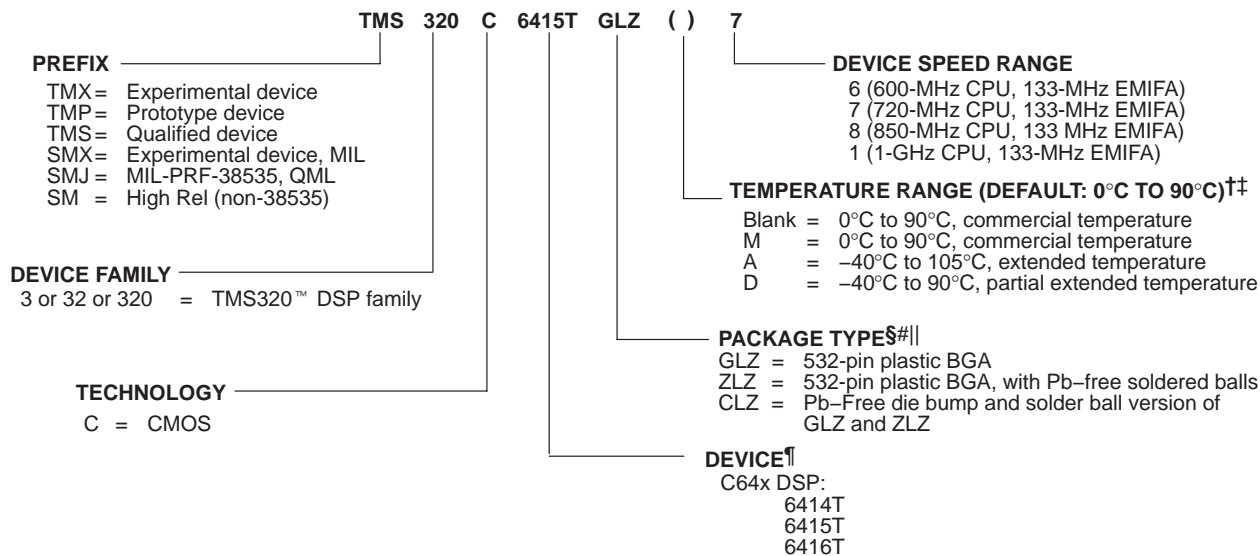 TMS 320 C 6415T GLZ ( ) 7
PREFIX
TMX= Experimental device
TMP= Prototype device
TMS= Qualified device
SMX= Experimental device, MIL
SMJ = MIL-PRF-38535, QML
SM = High Rel (non-38535)
DEVICE SPEED RANGE
6 (600-MHz CPU, 133-MHz EMIFA)
7 (720-MHz CPU, 133-MHz EMIFA)
8 (850-MHz CPU, 133 MHz EMIFA)
1 (1-GHz CPU, 133-MHz EMIFA)
TEMPERATURE RANGE (DEFAULT: 0°C TO 90°C)†‡
Blank = 0°C to 90°C, commercial temperature
M = 0°C to 90°C, commercial temperature
A = −40°C to 105°C, extended temperature
D = −40°C to 90°C, partial extended temperature
DEVICE FAMILY
3 or 32 or 320 = TMS320™ DSP family
PACKAGE TYPE§#||
GLZ = 532-pin plastic BGA
ZLZ = 532-pin plastic BGA, with Pb−free soldered balls
CLZ = Pb−Free die bump and solder ball version of
GLZ and ZLZ
TECHNOLOGY
C = CMOS
DEVICE¶
C64x DSP:
6414T
6415T
6416T